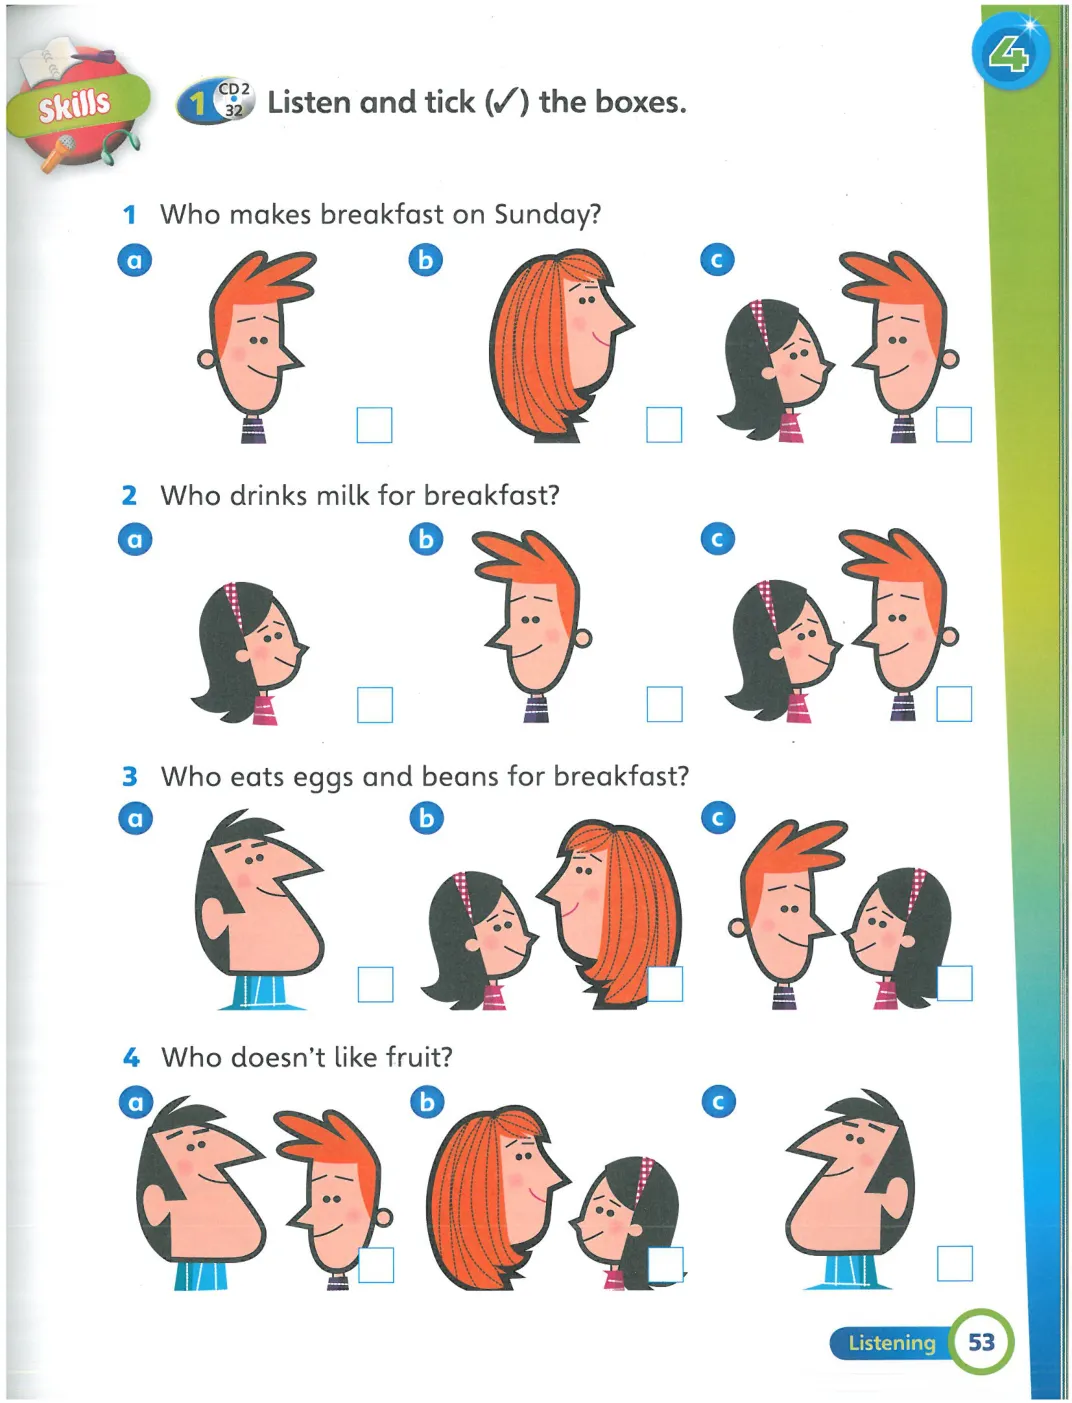 Skills
4
1 CD2 32 Listen and tick (✓) the boxes.
1 Who makes breakfast on Sunday?
a b c
2 Who drinks milk for breakfast?
a b c
3 Who eats eggs and beans for breakfast?
a b c
4 Who doesn't like fruit?
a b c
Listening 53